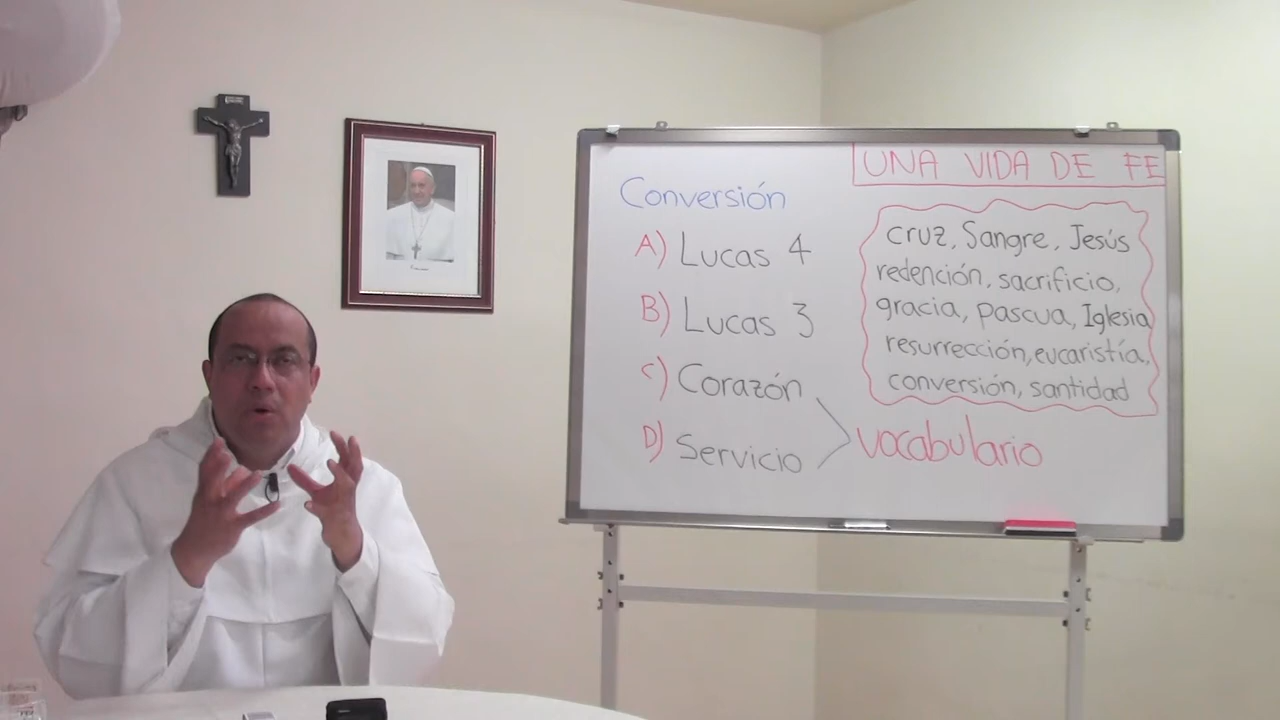 UNA VIDA DE FE
Conversión
A) Lucas 4
B) Lucas 3
C) Corazón
D) Servicio
cruz, Sangre, Jesús
redención, sacrificio,
gracia, pascua, Iglesia
resurrección, eucaristía,
conversión, santidad
vocabulario